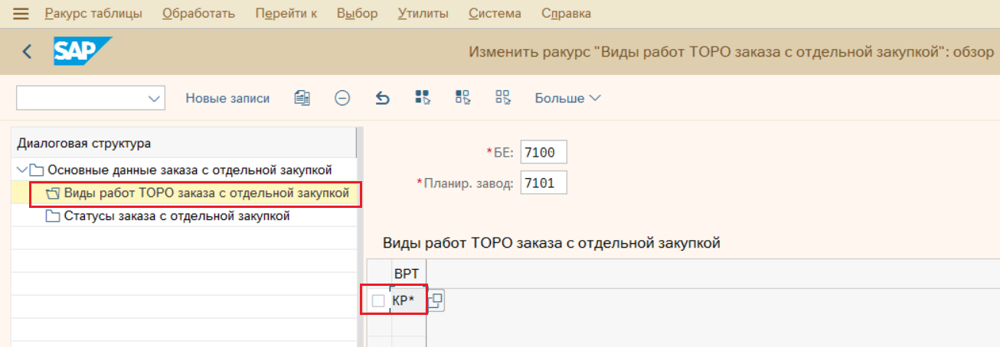 Ракурс таблицы Обработать Перейти к Выбор Утилиты Система Справка
SAP Изменить ракурс "Виды работ ТОРО заказа с отдельной закупкой": обзор
Новые записи Больше
Диалоговая структура
Основные данные заказа с отдельной закупкой
Виды работ ТОРО заказа с отдельной закупкой
Статусы заказа с отдельной закупкой
*БЕ: 7100
*Планир. завод: 7101
Виды работ ТОРО заказа с отдельной закупкой
ВРТ
КР*